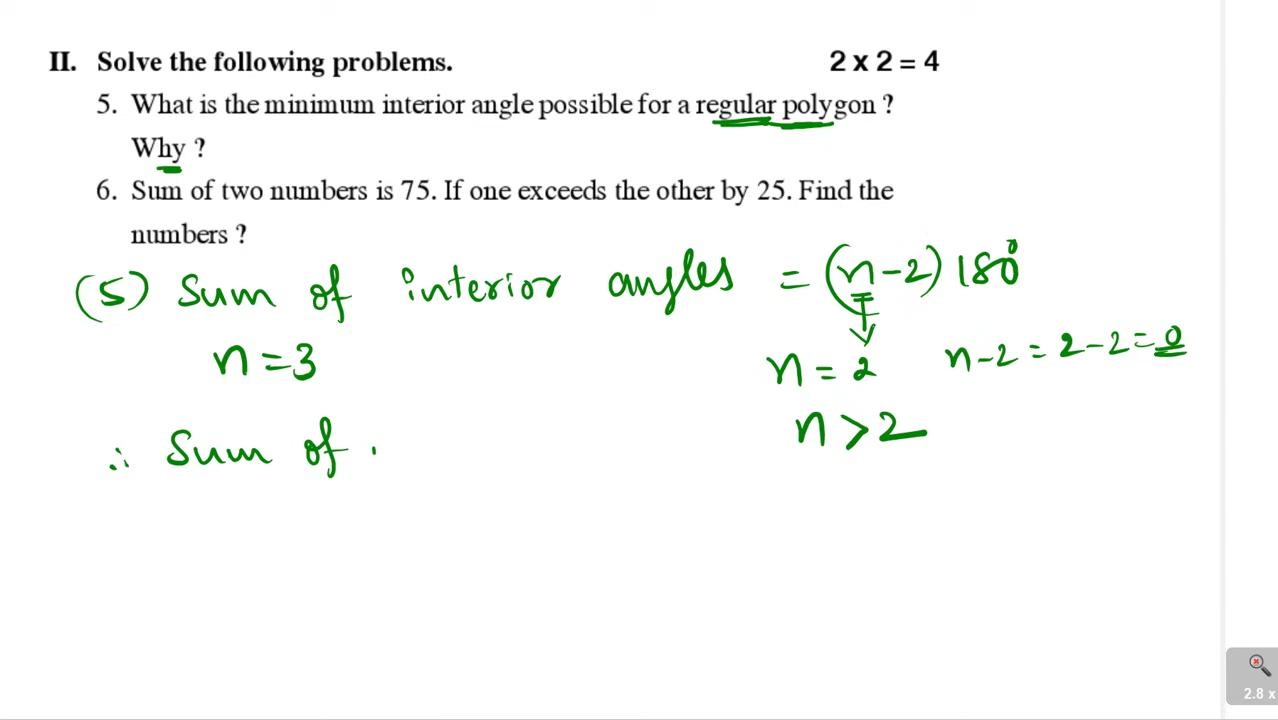 II. Solve the following problems. 2 x 2 = 4
5. What is the minimum interior angle possible for a regular polygon ?
Why ?
6. Sum of two numbers is 75. If one exceeds the other by 25. Find the
numbers ?
(5) Sum of interior angles = (n-2) 180°
n = 3
n = 2 n-2 = 2-2 = 0
n > 2
∴ Sum of
2.8 x